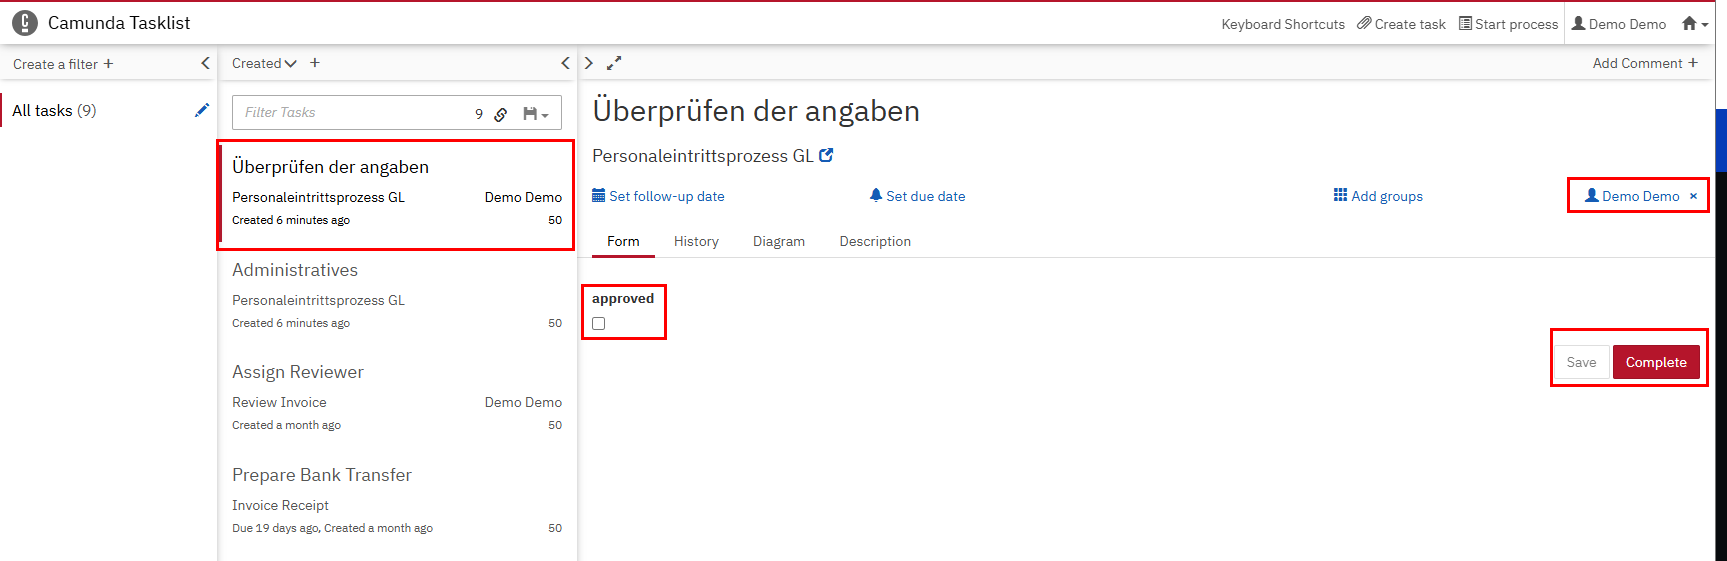 Camunda Tasklist
Keyboard Shortcuts Create task Start process Demo Demo
Create a filter +
Created +
Add Comment +
All tasks (9)
Filter Tasks 9
Überprüfen der angaben
Personaleintrittsprozess GL Demo Demo
Created 6 minutes ago 50
Administratives
Personaleintrittsprozess GL
Created 6 minutes ago 50
Assign Reviewer
Review Invoice Demo Demo
Created a month ago 50
Prepare Bank Transfer
Invoice Receipt
Due 19 days ago, Created a month ago 50
Überprüfen der angaben
Personaleintrittsprozess GL
Set follow-up date Set due date Add groups Demo Demo ×
Form History Diagram Description
approved
Save Complete